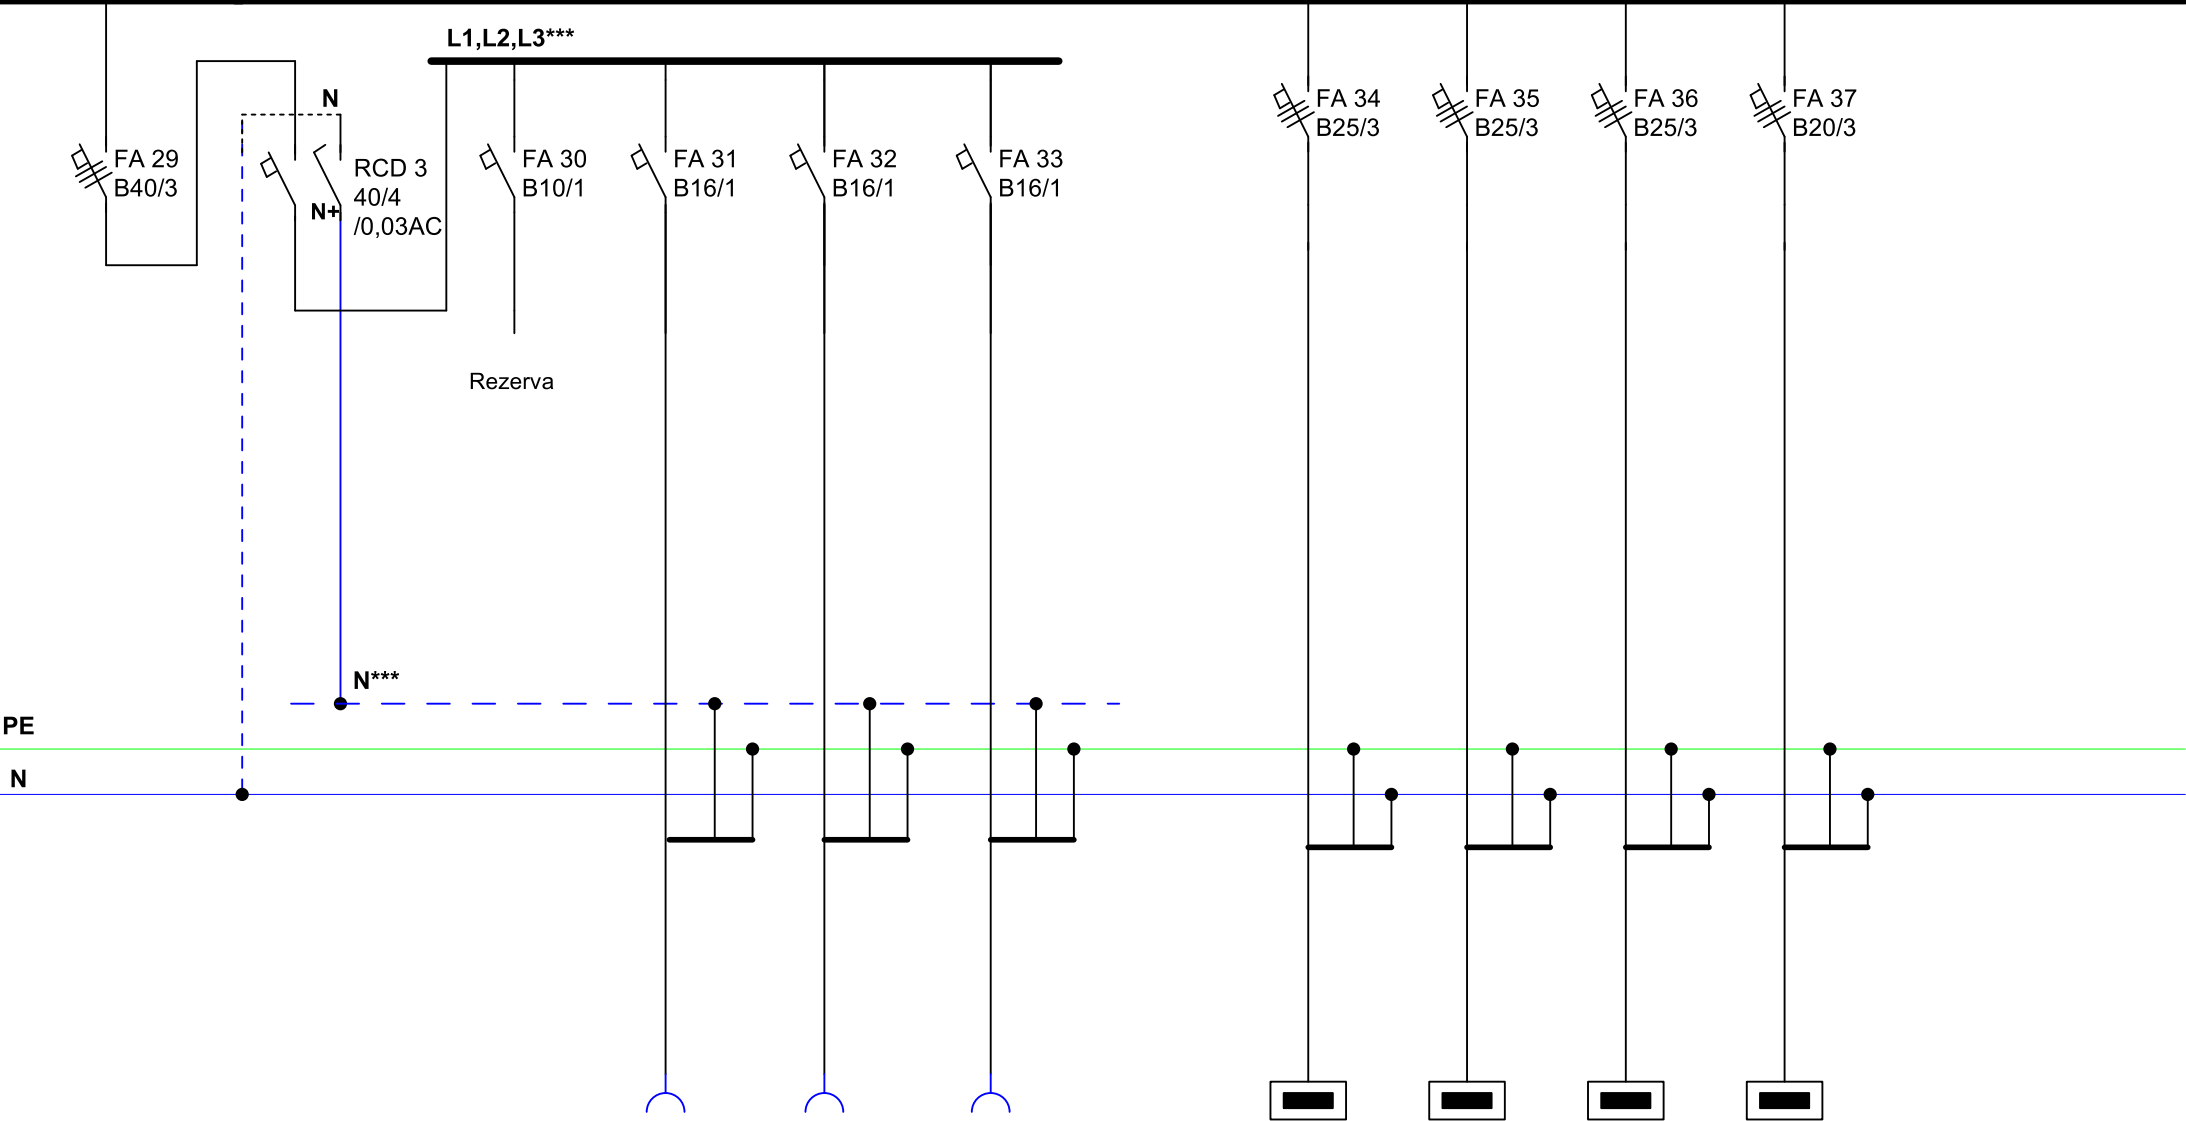 L1,L2,L3***
N
FA 29
B40/3
RCD 3
40/4
/0,03AC
N+
FA 30
B10/1
FA 31
B16/1
FA 32
B16/1
FA 33
B16/1
FA 34
B25/3
FA 35
B25/3
FA 36
B25/3
FA 37
B20/3
Rezerva
N***
PE
N